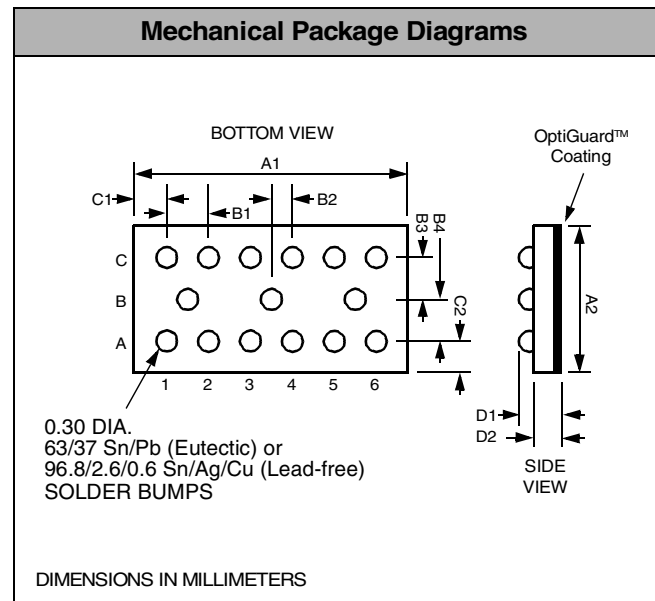 Mechanical Package Diagrams
BOTTOM VIEW
OptiGuard™
Coating
A1
C1
B1
B2
B3
B4
C
B
A
C2
A2
1 2 3 4 5 6
D1
D2
0.30 DIA.
63/37 Sn/Pb (Eutectic) or
96.8/2.6/0.6 Sn/Ag/Cu (Lead-free)
SOLDER BUMPS
SIDE
VIEW
DIMENSIONS IN MILLIMETERS